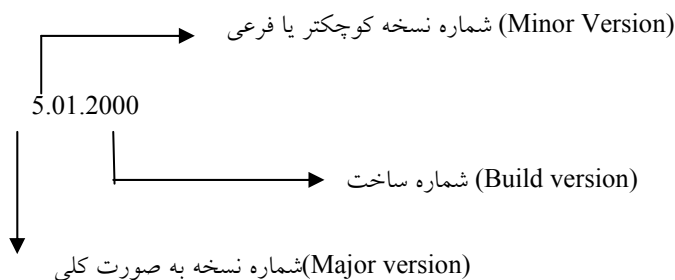 شماره نسخه کوچکتر یا فرعی (Minor Version)
5.01.2000
شماره ساخت (Build version)
شماره نسخه به صورت کلی(Major version)